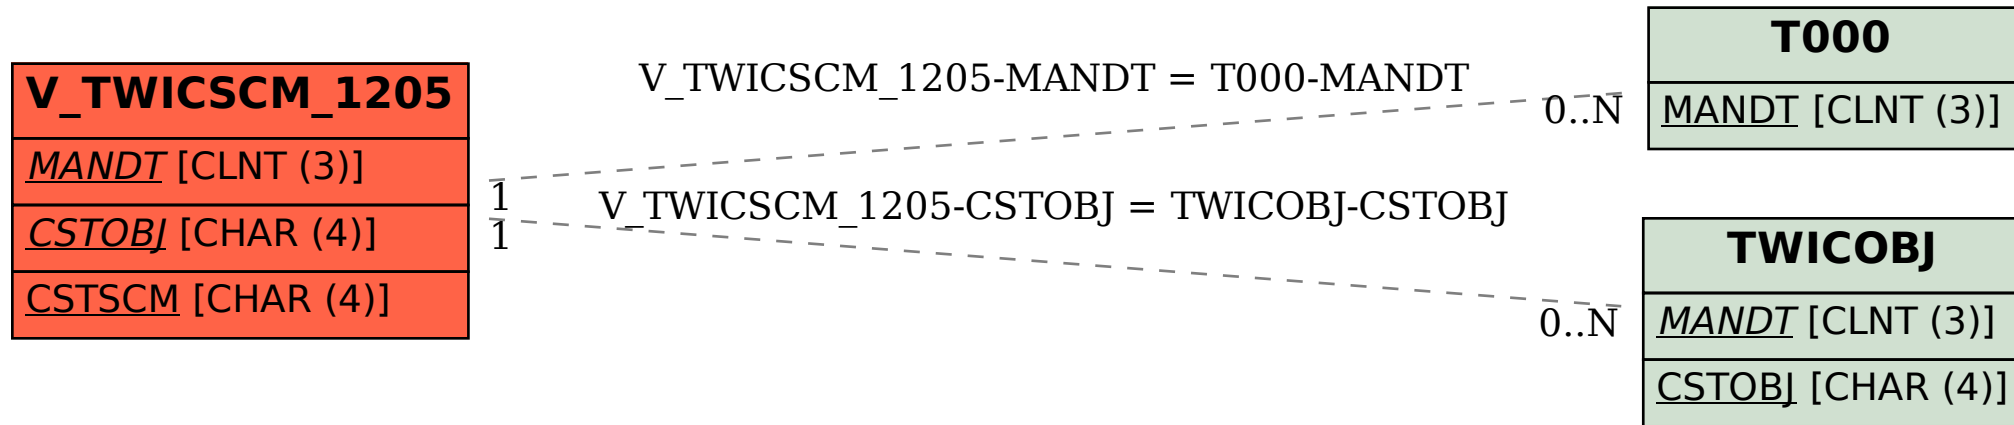 V_TWICSCM_1205
MANDT [CLNT (3)]
CSTOBJ [CHAR (4)]
CSTSCM [CHAR (4)]
V_TWICSCM_1205-MANDT = T000-MANDT
0..N
1
V_TWICSCM_1205-CSTOBJ = TWICOBJ-CSTOBJ
1
0..N
T000
MANDT [CLNT (3)]
TWICOBJ
MANDT [CLNT (3)]
CSTOBJ [CHAR (4)]